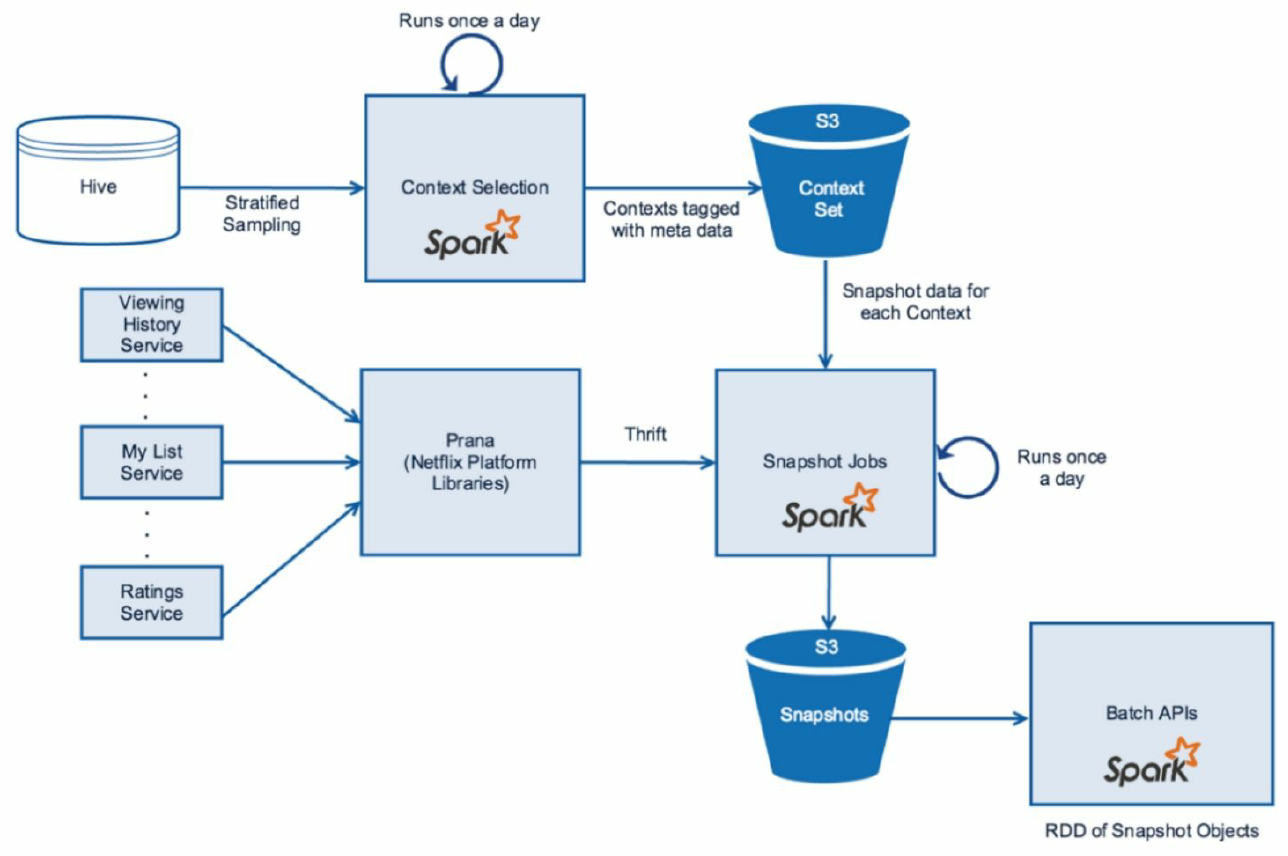 Runs once a day
Hive
Stratified
Sampling
Context Selection
Spark
Contexts tagged
with meta data
S3
Context
Set
Snapshot data for
each Context
Viewing
History
Service
My List
Service
Ratings
Service
Prana
(Netflix Platform
Libraries)
Thrift
Snapshot Jobs
Spark
Runs once
a day
S3
Snapshots
Batch APIs
Spark
RDD of Snapshot Objects